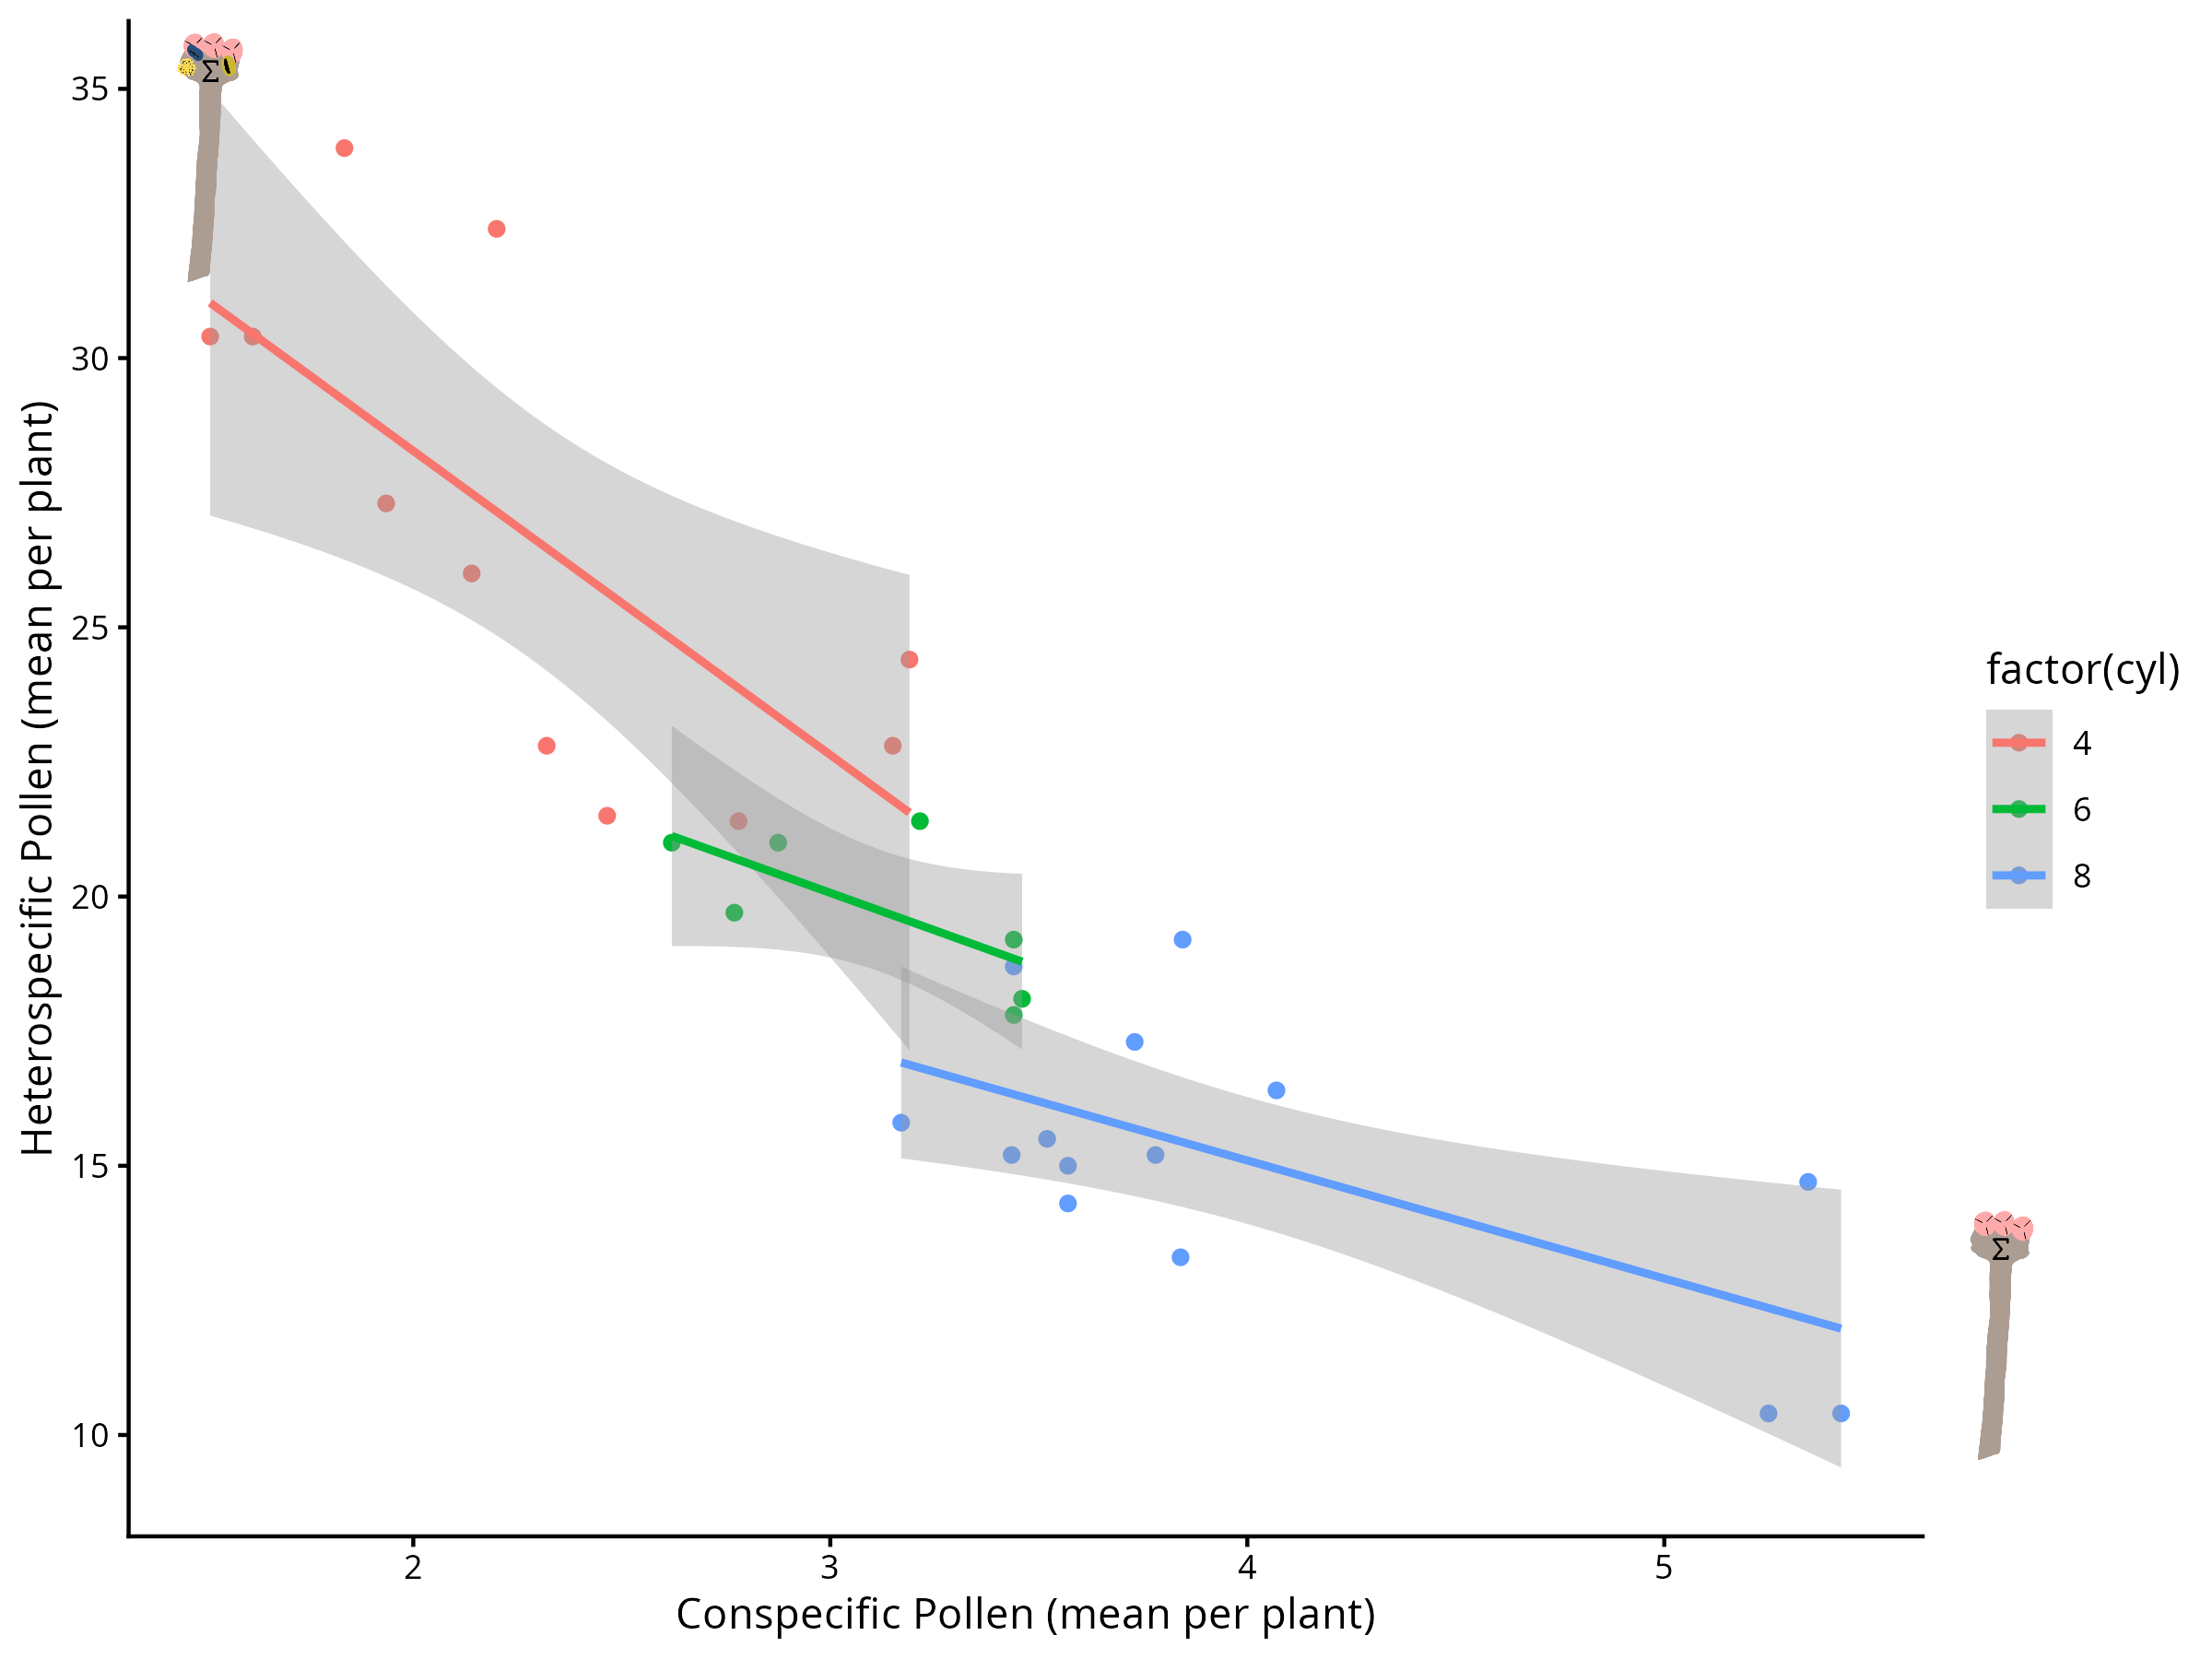 Σ
35
30
25
20
15
10
Heterospecific Pollen (mean per plant)
2 3 4 5
Conspecific Pollen (mean per plant)
factor(cyl)
4
6
8
Σ